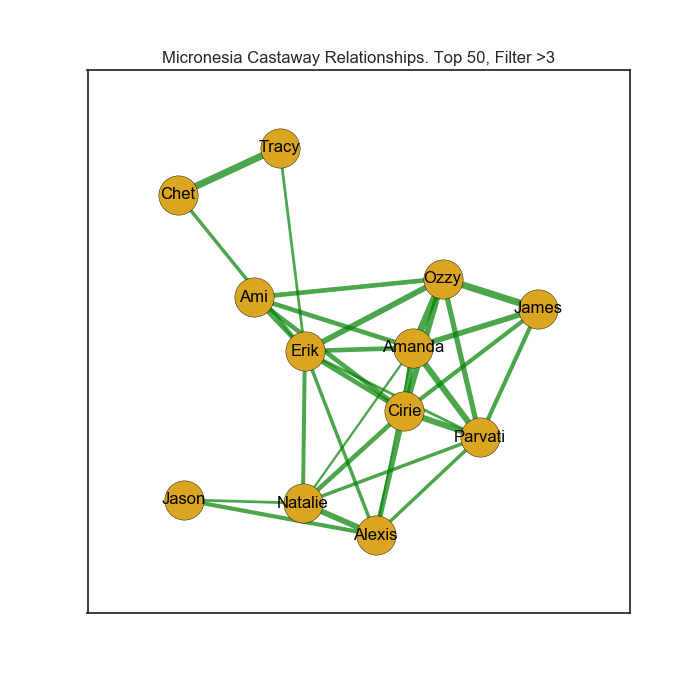 Micronesia Castaway Relationships. Top 50, Filter >3
Tracy
Chet
Ozzy
Ami
James
Amanda
Erik
Cirie
Parvati
Jason
Natalie
Alexis